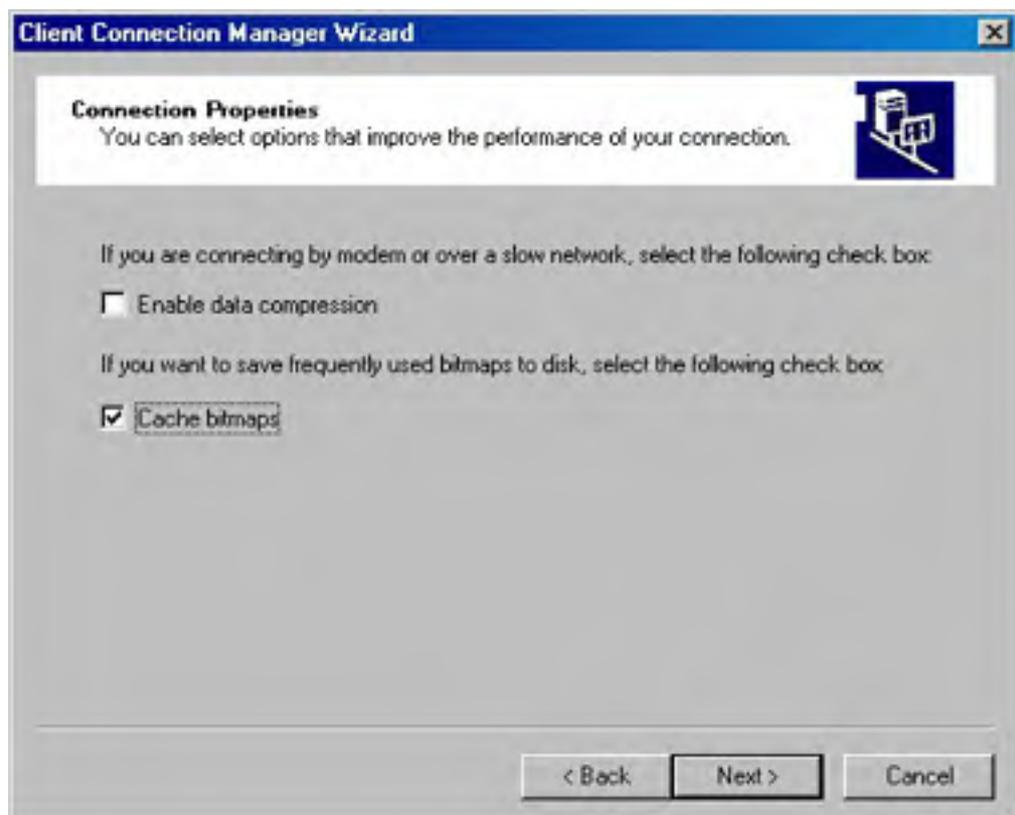 Client Connection Manager Wizard
Connection Properties
You can select options that improve the performance of your connection.
If you are connecting by modem or over a slow network, select the following check box:
Enable data compression
If you want to save frequently used bitmaps to disk, select the following check box:
Cache bitmaps
< Back
Next >
Cancel